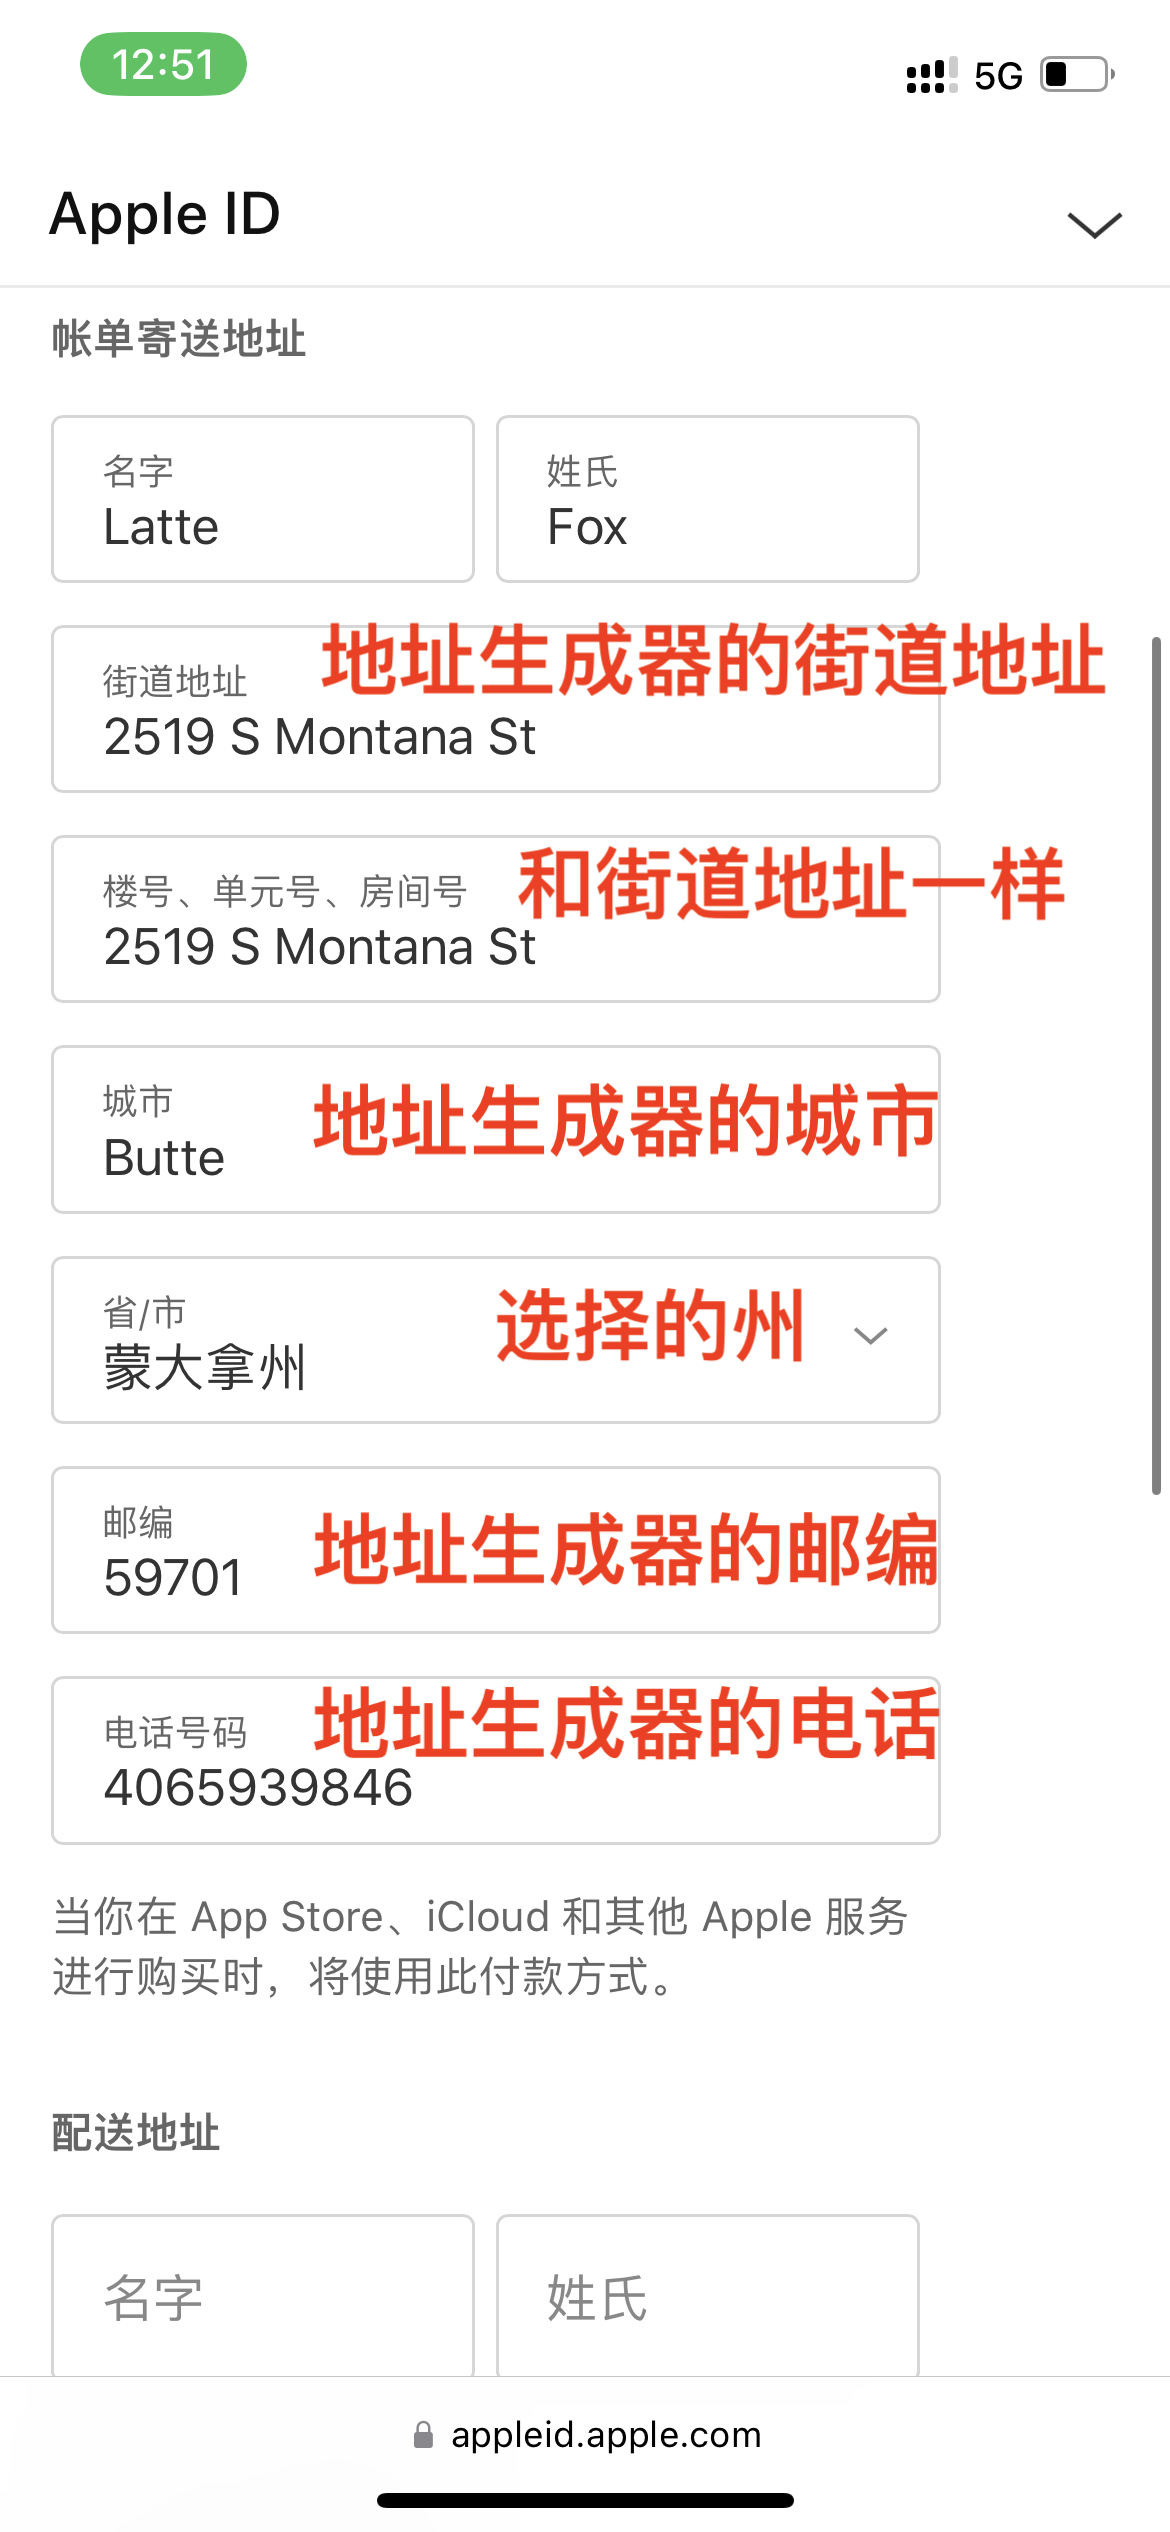 12:51
5G
Apple ID
帐单寄送地址
名字 姓氏
Latte Fox
地址生成器的街道地址
街道地址
2519 S Montana St
和街道地址一样
楼号、单元号、房间号
2519 S Montana St
城市
地址生成器的城市
Butte
省/市
选择的州
蒙大拿州
邮编
地址生成器的邮编
59701
地址生成器的电话
电话号码
4065939846
当你在 App Store、iCloud 和其他 Apple 服务
进行购买时，将使用此付款方式。
配送地址
名字 姓氏
appleid.apple.com